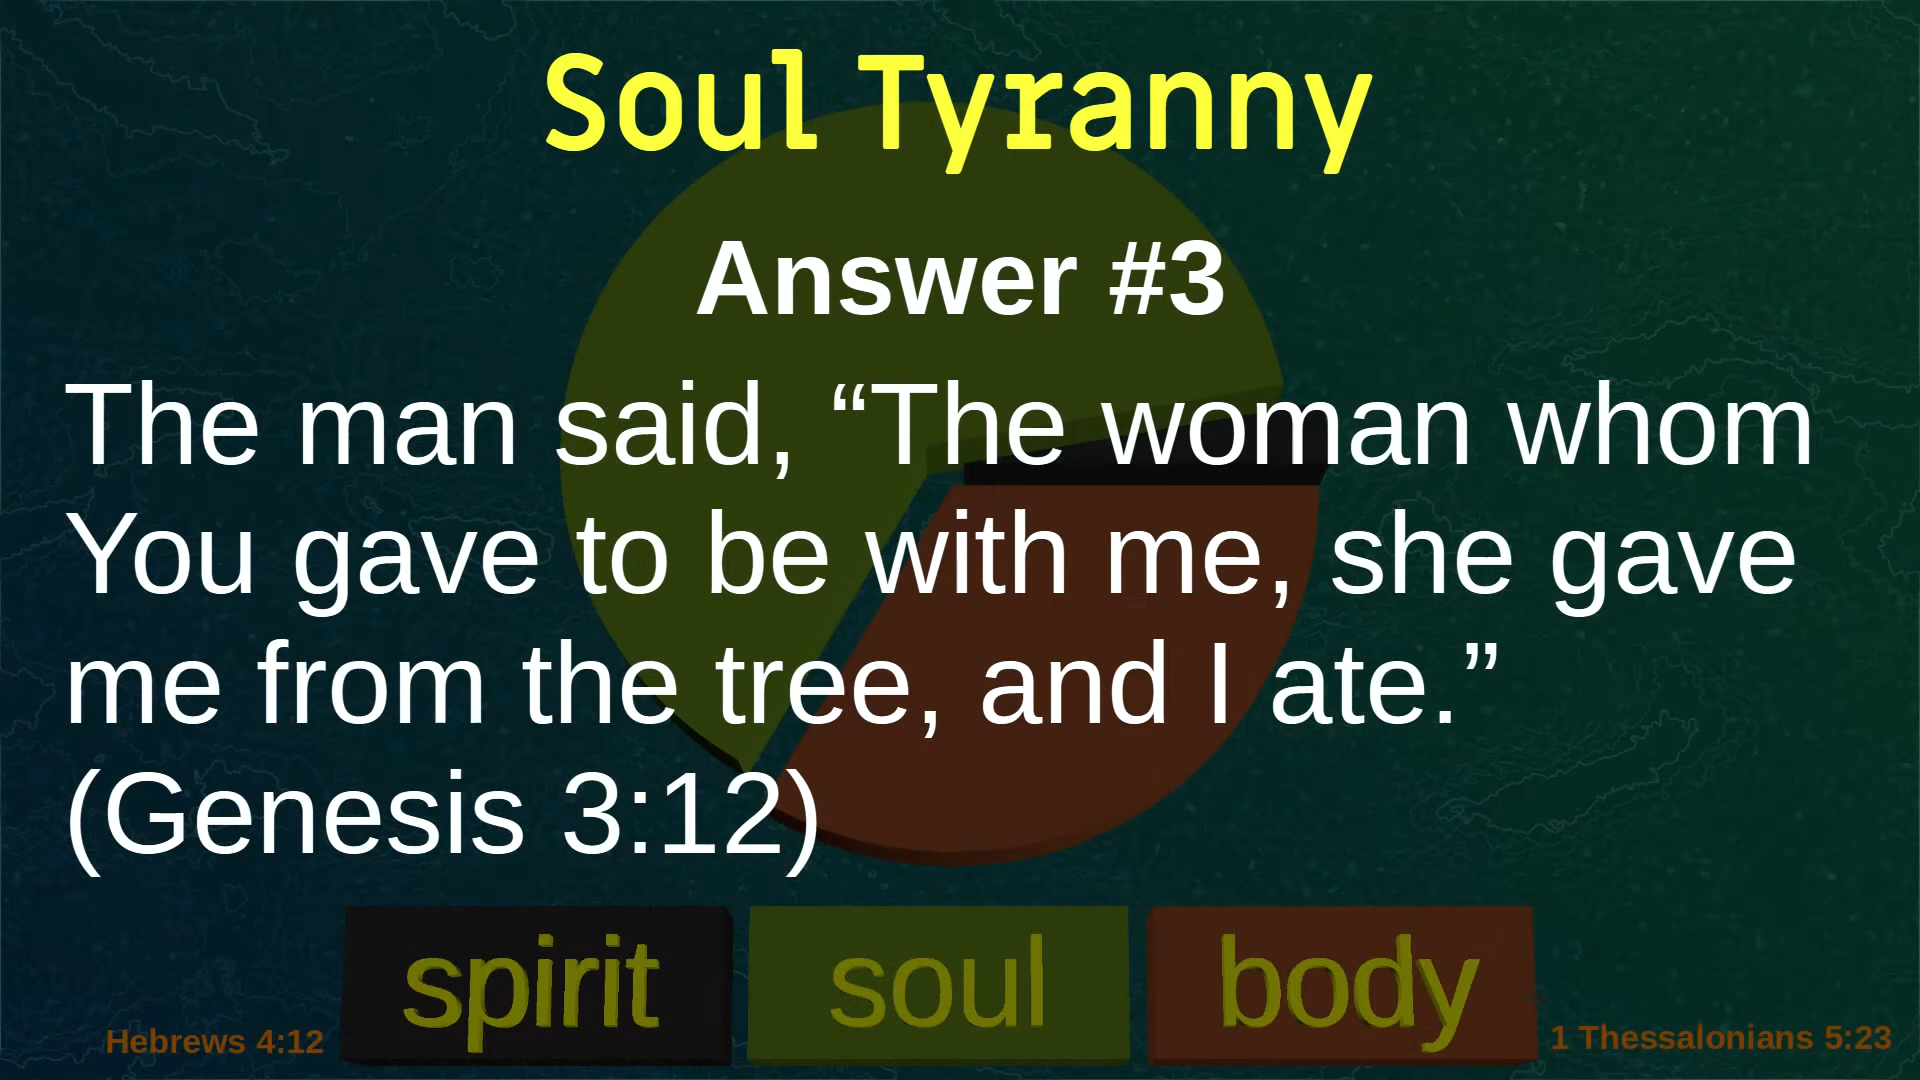 Soul Tyranny
Answer #3
The man said, “The woman whom
You gave to be with me, she gave
me from the tree, and I ate.”
(Genesis 3:12)
spirit soul body
Hebrews 4:12
1 Thessalonians 5:23